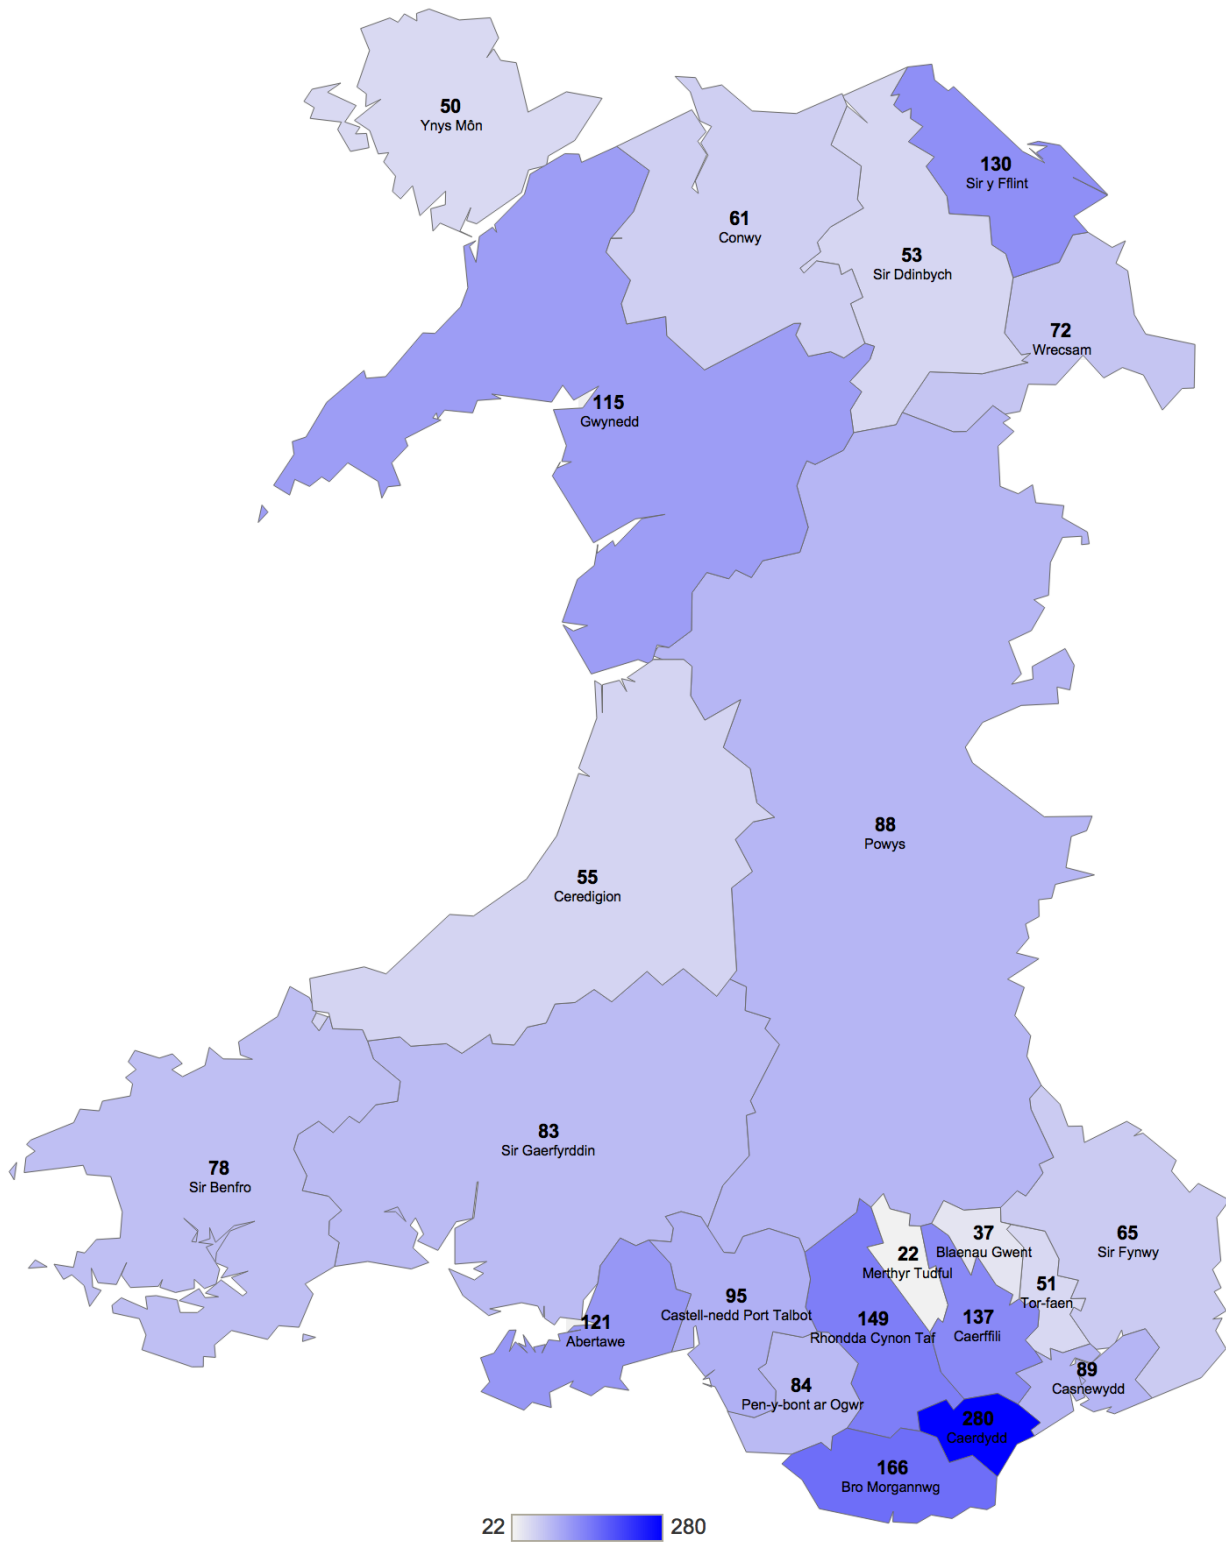 50
Ynys Môn
130
Sir y Fflint
61
Conwy
53
Sir Ddinbych
72
Wrecsam
115
Gwynedd
88
Powys
55
Ceredigion
83
Sir Gaerfyrddin
78
Sir Benfro
37
Blaenau Gwent
65
Sir Fynwy
22
Merthyr Tudful
51
Tor-faen
95
Castell-nedd Port Talbot
149
Rhondda Cynon Taf
137
Caerffili
121
Abertawe
89
Casnewydd
84
Pen-y-bont ar Ogwr
280
Caerdydd
166
Bro Morgannwg
22 280